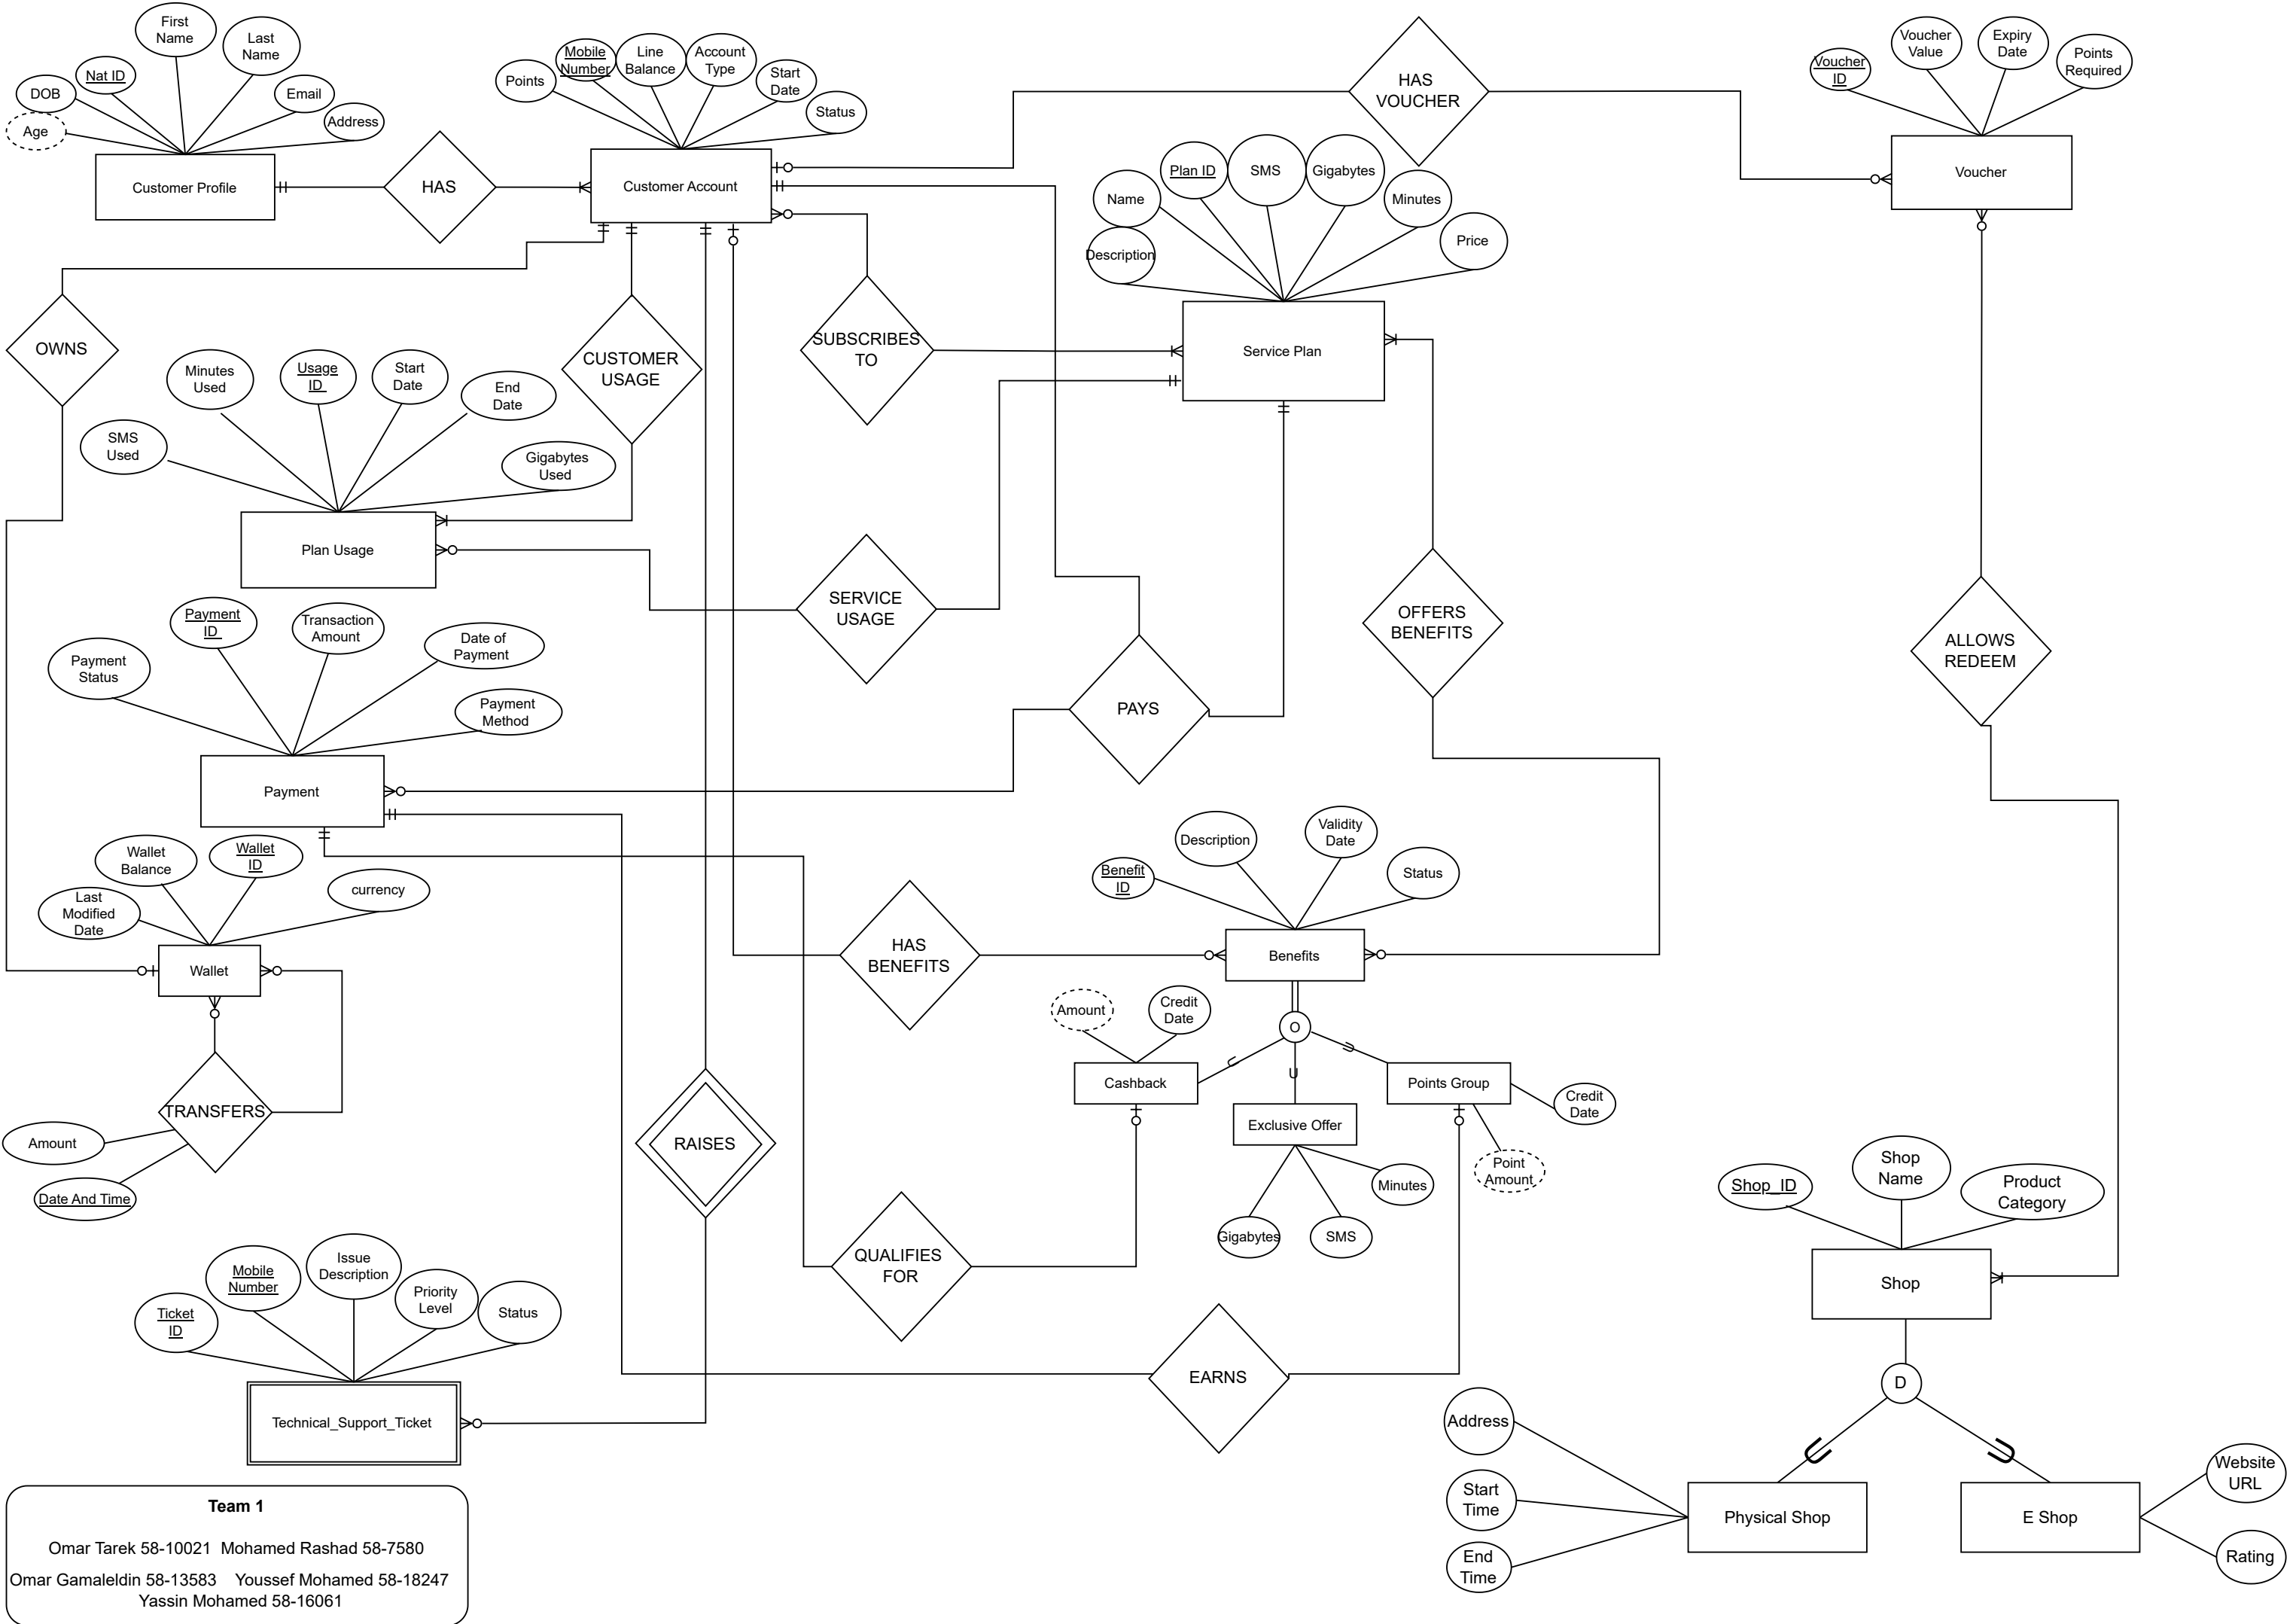 First
Name
Last
Name
Nat ID
DOB
Email
Age
Address
Customer Profile
HAS
Points
Mobile
Number
Line
Balance
Account
Type
Start
Date
Status
Customer Account
HAS
VOUCHER
Voucher
ID
Voucher
Value
Expiry
Date
Points
Required
Voucher
Name
Plan ID
SMS
Gigabytes
Minutes
Description
Price
Service Plan
OWNS
CUSTOMER
USAGE
SUBSCRIBES
TO
SMS
Used
Minutes
Used
Usage
ID
Start
Date
End
Date
Gigabytes
Used
Plan Usage
SERVICE
USAGE
OFFERS
BENEFITS
ALLOWS
REDEEM
PAYS
Payment
Status
Payment
ID
Transaction
Amount
Date of
Payment
Payment
Method
Payment
Wallet
Balance
Wallet
ID
Last
Modified
Date
currency
Wallet
HAS
BENEFITS
Benefit
ID
Description
Validity
Date
Status
Benefits
O
U
U
U
Amount
Credit
Date
Cashback
Exclusive Offer
Points Group
Credit
Date
Point
Amount
Gigabytes
SMS
Minutes
TRANSFERS
Amount
Date And Time
RAISES
QUALIFIES
FOR
EARNS
Ticket
ID
Mobile
Number
Issue
Description
Priority
Level
Status
Technical_Support_Ticket
Shop_ID
Shop
Name
Product
Category
Shop
D
Address
Start
Time
End
Time
Physical Shop
E Shop
Website
URL
Rating
Team 1
Omar Tarek 58-10021  Mohamed Rashad 58-7580
Omar Gamaleldin 58-13583    Youssef Mohamed 58-18247
Yassin Mohamed 58-16061